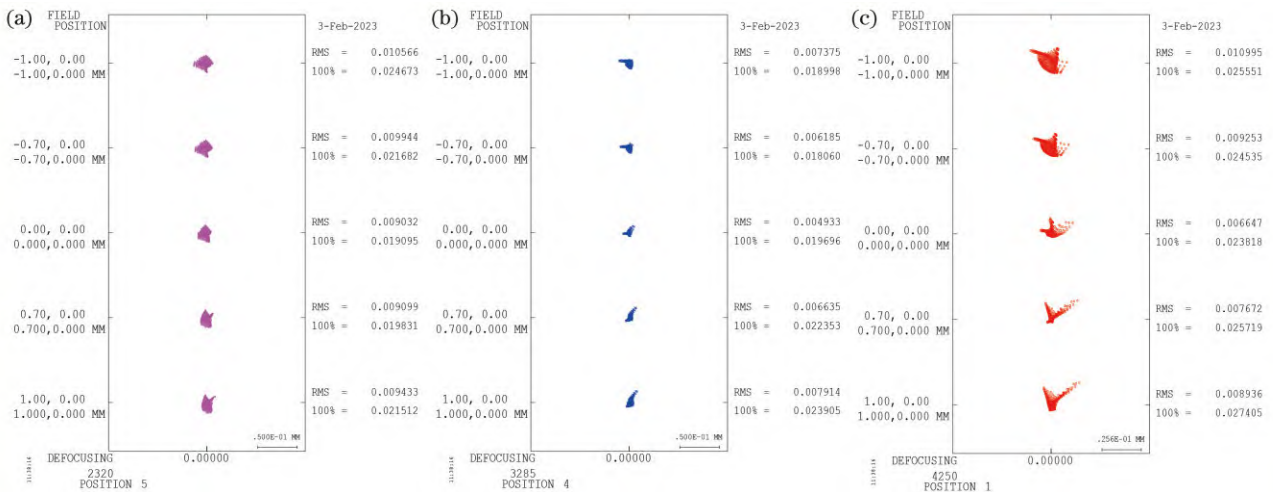 (a)
FIELD
POSITION
3-Feb-2023
-1.00, 0.00
-1.00,0.000 MM
RMS = 0.010566
100% = 0.024673
-0.70, 0.00
-0.70,0.000 MM
RMS = 0.009944
100% = 0.021682
0.00, 0.00
0.000,0.000 MM
RMS = 0.009032
100% = 0.019095
0.70, 0.00
0.700,0.000 MM
RMS = 0.009099
100% = 0.019831
1.00, 0.00
1.000,0.000 MM
RMS = 0.009433
100% = 0.021512
.500E-01 MM
DEFOCUSING 0.00000
2320
POSITION 5
(b)
FIELD
POSITION
3-Feb-2023
-1.00, 0.00
-1.00,0.000 MM
RMS = 0.007375
100% = 0.018998
-0.70, 0.00
-0.70,0.000 MM
RMS = 0.006185
100% = 0.018060
0.00, 0.00
0.000,0.000 MM
RMS = 0.004933
100% = 0.019696
0.70, 0.00
0.700,0.000 MM
RMS = 0.006635
100% = 0.022353
1.00, 0.00
1.000,0.000 MM
RMS = 0.007914
100% = 0.023905
.500E-01 MM
DEFOCUSING 0.00000
3285
POSITION 4
(c)
FIELD
POSITION
3-Feb-2023
-1.00, 0.00
-1.00,0.000 MM
RMS = 0.010995
100% = 0.025551
-0.70, 0.00
-0.70,0.000 MM
RMS = 0.009253
100% = 0.024535
0.00, 0.00
0.000,0.000 MM
RMS = 0.006647
100% = 0.023818
0.70, 0.00
0.700,0.000 MM
RMS = 0.007672
100% = 0.025719
1.00, 0.00
1.000,0.000 MM
RMS = 0.008936
100% = 0.027405
.256E-01 MM
DEFOCUSING 0.00000
4250
POSITION 1